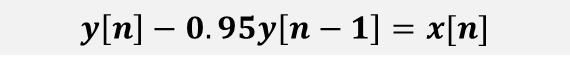 y[n] − 0.95y[n − 1] = x[n]